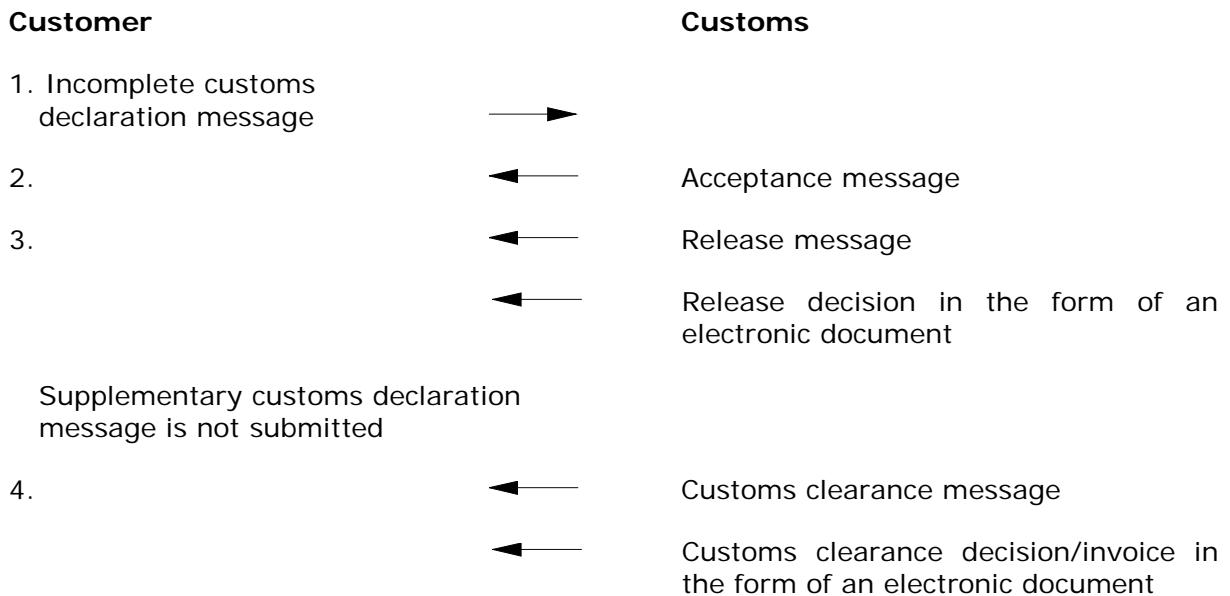 Customer Customs
1. Incomplete customs
declaration message
2. Acceptance message
3. Release message
Release decision in the form of an
electronic document
Supplementary customs declaration
message is not submitted
4. Customs clearance message
Customs clearance decision/invoice in
the form of an electronic document